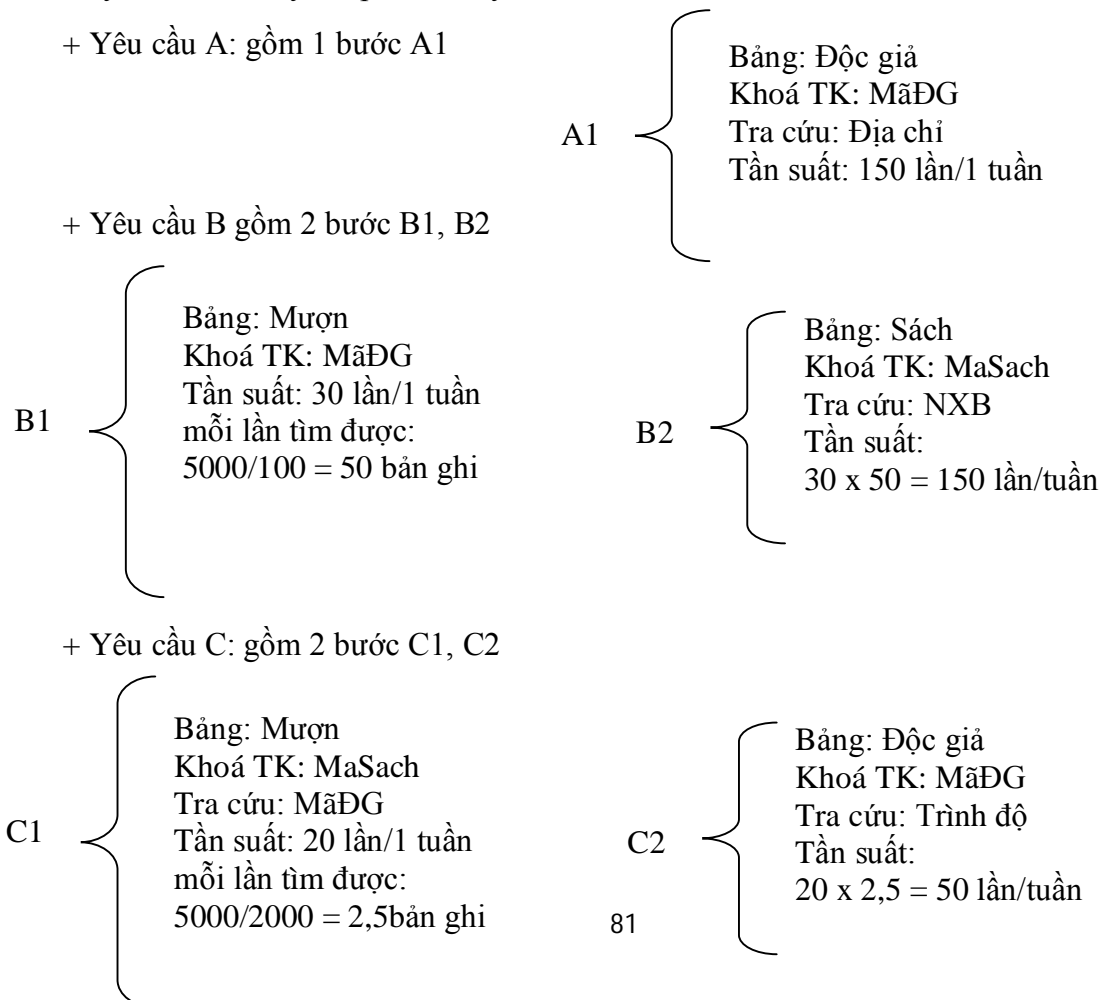 + Yêu cầu A: gồm 1 bước A1
A1
Bảng: Độc giả
Khoá TK: MãĐG
Tra cứu: Địa chỉ
Tần suất: 150 lần/1 tuần
+ Yêu cầu B gồm 2 bước B1, B2
B1
Bảng: Mượn
Khoá TK: MãĐG
Tần suất: 30 lần/1 tuần
mỗi lần tìm được:
5000/100 = 50 bản ghi
B2
Bảng: Sách
Khoá TK: MaSach
Tra cứu: NXB
Tần suất:
30 x 50 = 150 lần/tuần
+ Yêu cầu C: gồm 2 bước C1, C2
C1
Bảng: Mượn
Khoá TK: MaSach
Tra cứu: MãĐG
Tần suất: 20 lần/1 tuần
mỗi lần tìm được:
5000/2000 = 2,5bản ghi
C2
Bảng: Độc giả
Khoá TK: MãĐG
Tra cứu: Trình độ
Tần suất:
20 x 2,5 = 50 lần/tuần
81